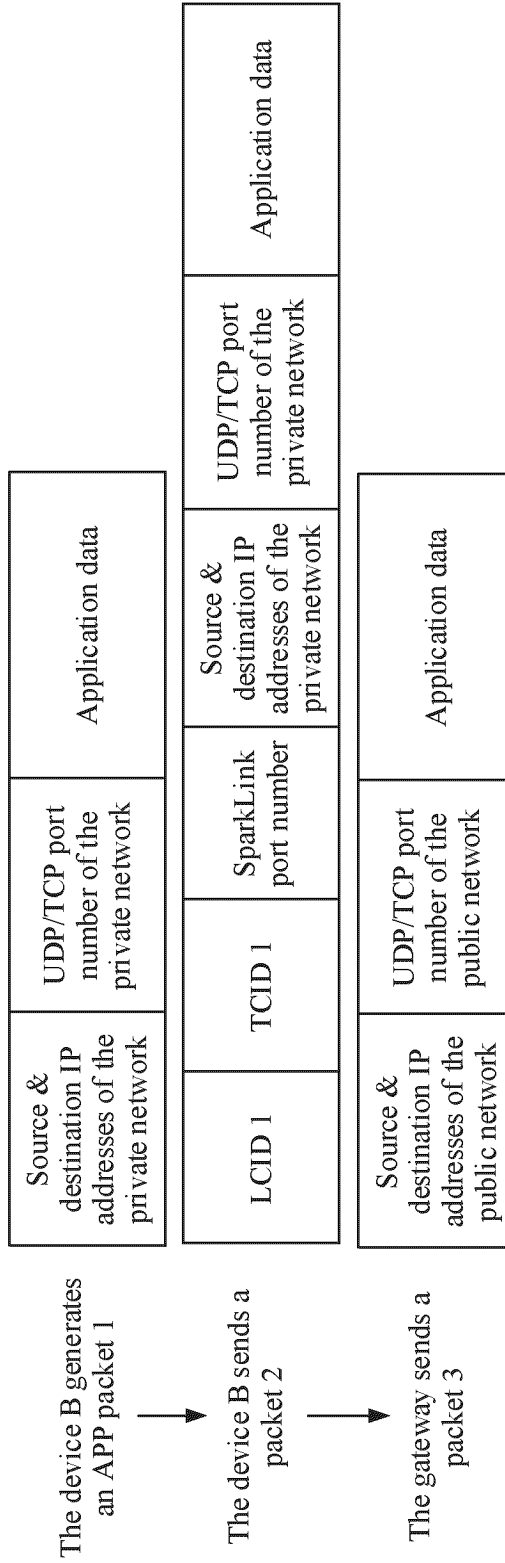 The device B generates
an APP packet 1
Source &
destination IP
addresses of the
private network
UDP/TCP port
number of the
private network
Application data
The device B sends a
packet 2
LCID 1
TCID 1
SparkLink
port number
Source &
destination IP
addresses of the
private network
UDP/TCP port
number of the
private network
Application data
The gateway sends a
packet 3
Source &
destination IP
addresses of the
public network
UDP/TCP port
number of the
public network
Application data